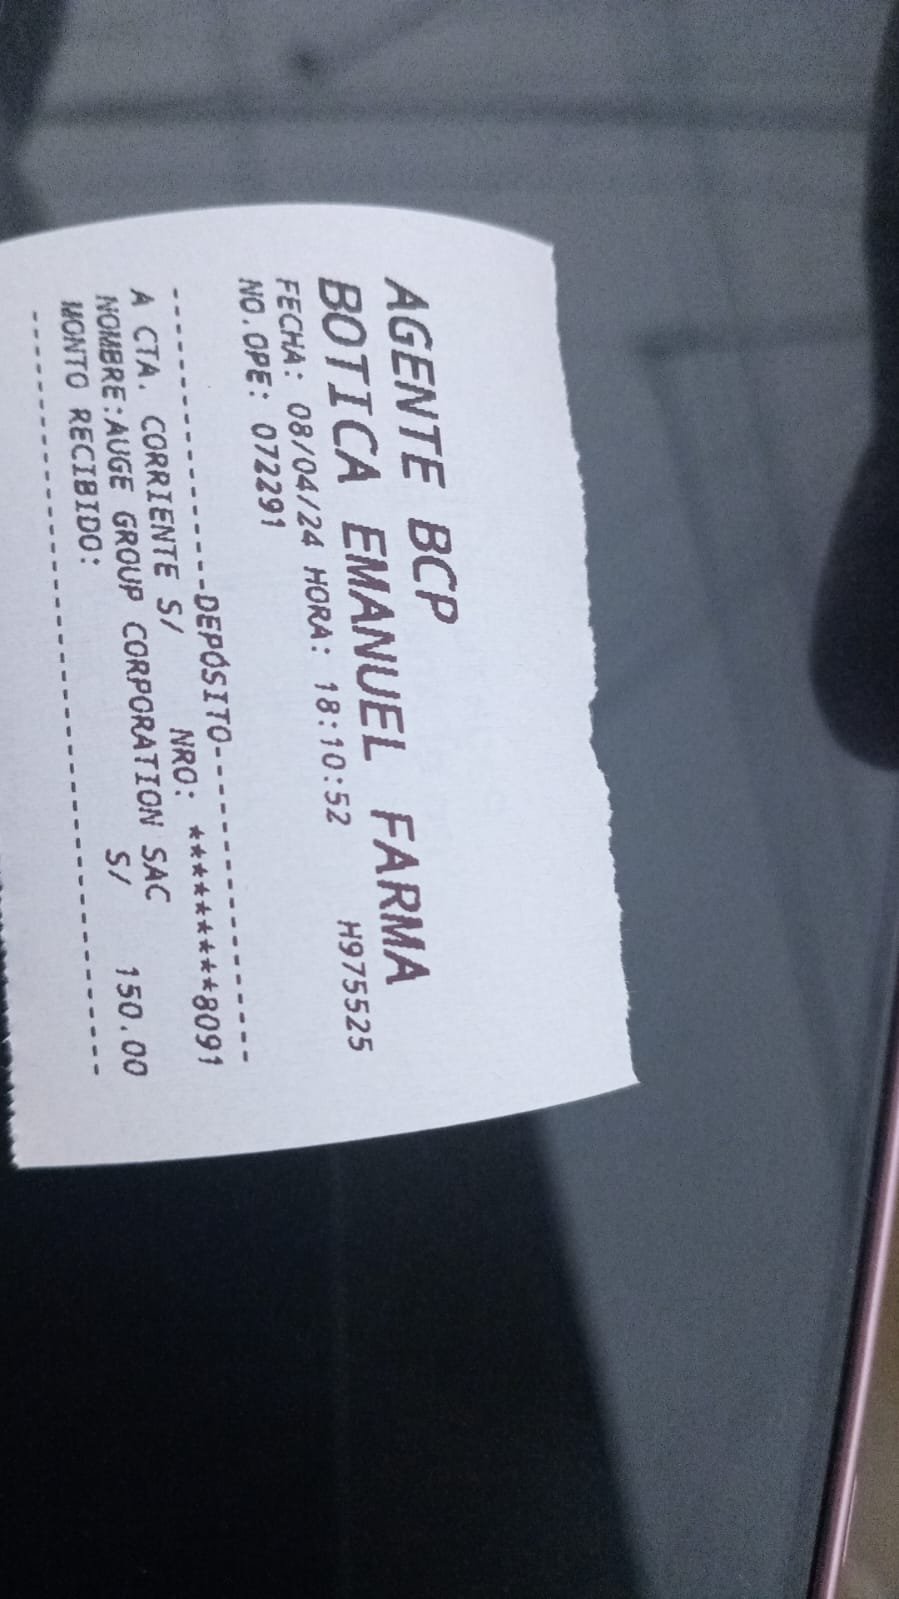 AGENTE BCP
BOTICA EMANUEL FARMA
FECHA: 08/04/24 HORA: 18:10:52 H975525
NO.OPE: 072291
------------------DEPÓSITO------------------
A CTA. CORRIENTE S/ NRO: *********8091
NOMBRE:AUGE GROUP CORPORATION SAC
MONTO RECIBIDO: S/ 150.00
--------------------------------------------